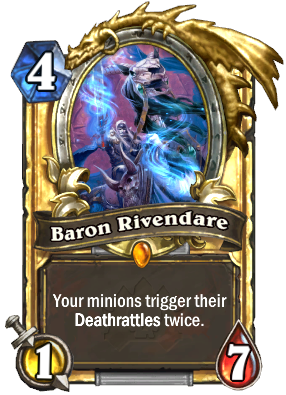 4
Baron Rivendare
Your minions trigger their
Deathrattles twice.
1
7